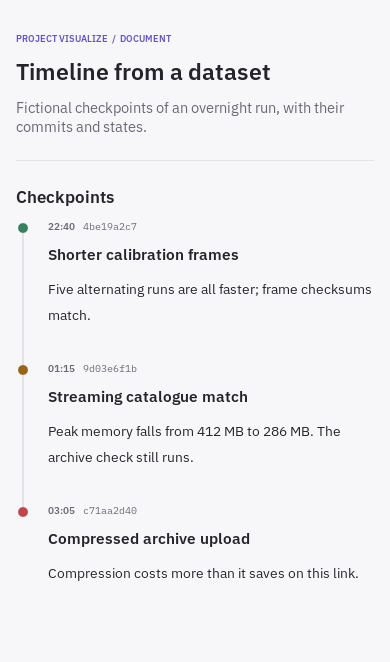 PROJECT VISUALIZE / DOCUMENT
Timeline from a dataset
Fictional checkpoints of an overnight run, with their
commits and states.
Checkpoints
22:40 4be19a2c7
Shorter calibration frames
Five alternating runs are all faster; frame checksums
match.
01:15 9d03e6f1b
Streaming catalogue match
Peak memory falls from 412 MB to 286 MB. The
archive check still runs.
03:05 c71aa2d40
Compressed archive upload
Compression costs more than it saves on this link.